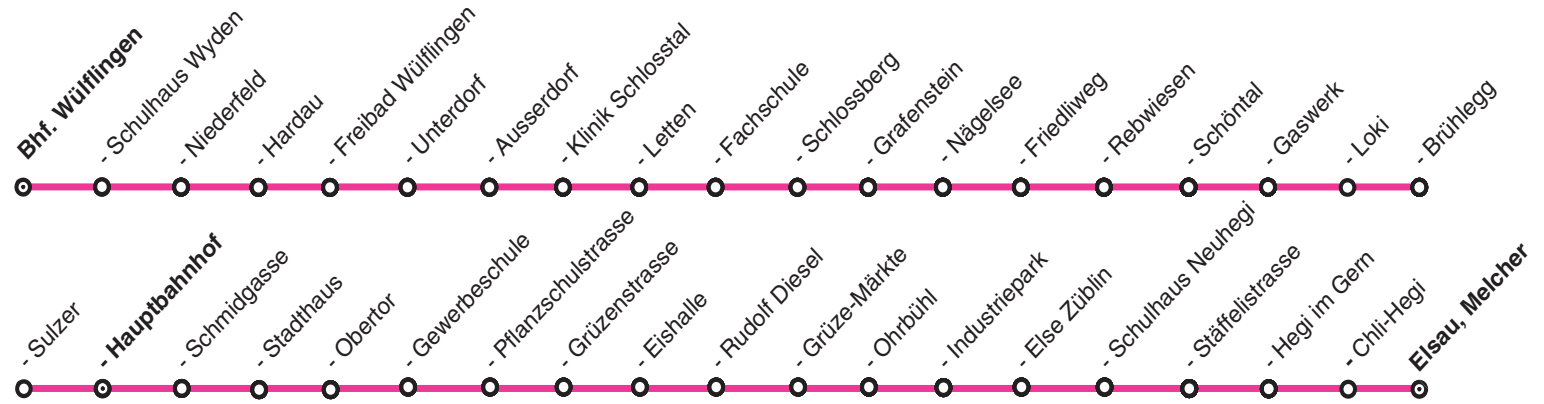 Bhf. Wülflingen
- Schulhaus Wyden
- Niederfeld
- Hardau
- Freibad Wülflingen
- Unterdorf
- Ausserdorf
- Klinik Schlosstal
- Letten
- Fachschule
- Schlossberg
- Grafenstein
- Nägelsee
- Friedliweg
- Rebwiesen
- Schöntal
- Gaswerk
- Loki
- Brühlegg
- Sulzer
- Hauptbahnhof
- Schmidgasse
- Stadthaus
- Obertor
- Gewerbeschule
- Pflanzschulstrasse
- Grüzenstrasse
- Eishalle
- Rudolf Diesel
- Grüze-Märkte
- Ohrbühl
- Industriepark
- Else Züblin
- Schulhaus Neuhegi
- Stäffelistrasse
- Hegi im Gern
- Chli-Hegi
Elsau, Melcher